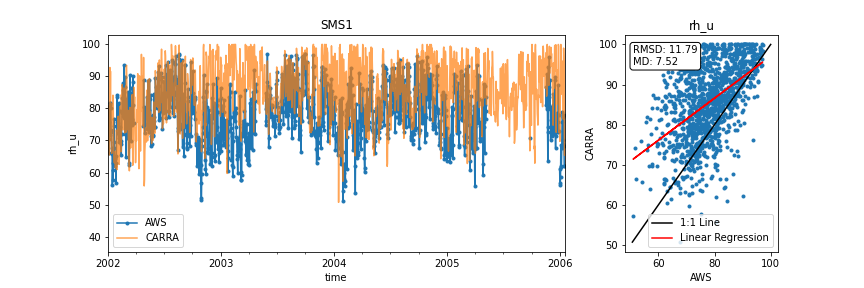 SMS1
rh_u
100
90
80
70
60
50
40
rh_u
AWS
CARRA
2002
2003
2004
2005
2006
time
rh_u
RMSD: 11.79
MD: 7.52
100
90
80
70
60
50
CARRA
1:1 Line
Linear Regression
60
80
100
AWS